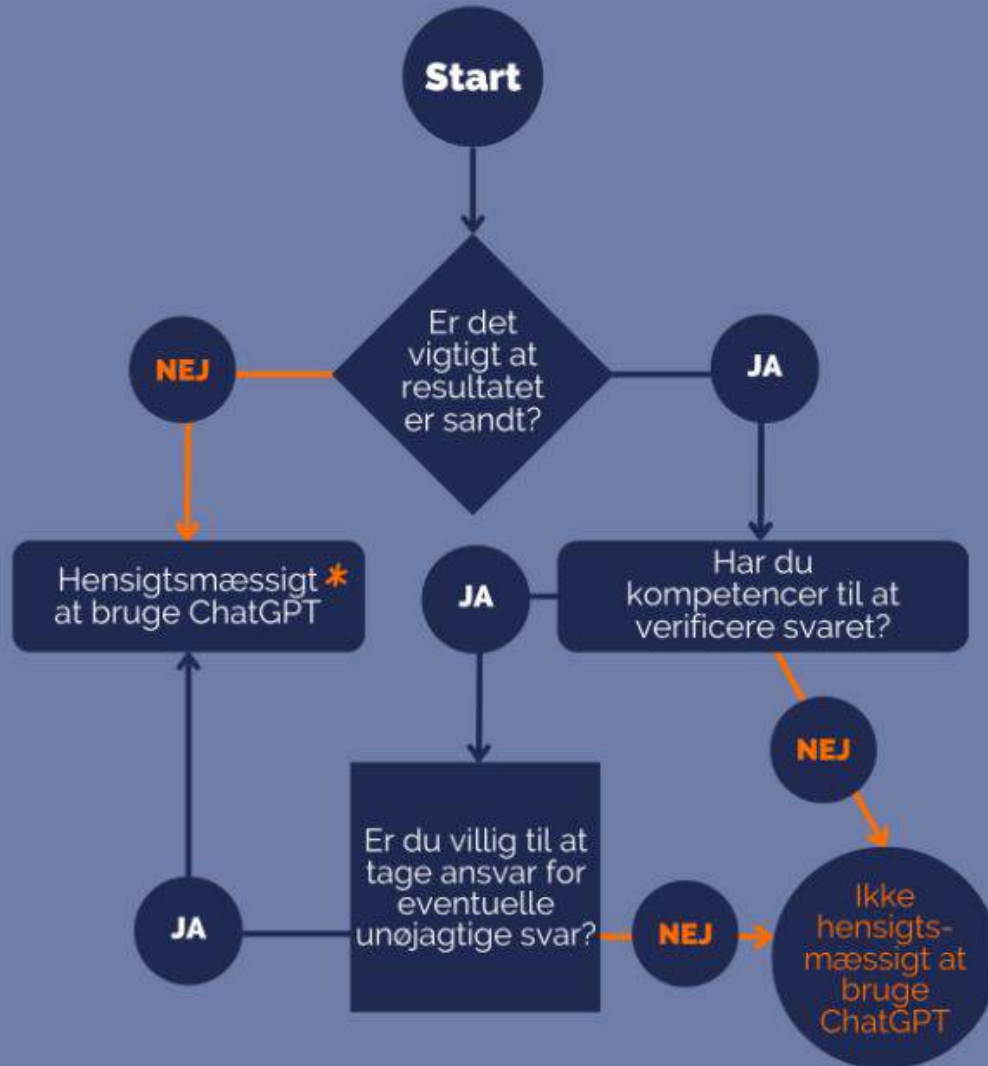 Start
Er det
vigtigt at
resultatet
er sandt?
NEJ
JA
Hensigtsmæssigt *
at bruge ChatGPT
JA
Har du
kompetencer til at
verificere svaret?
NEJ
Er du villig til at
tage ansvar for
eventuelle
unøjagtige svar?
JA
NEJ
Ikke
hensigts-
mæssigt at
bruge
ChatGPT